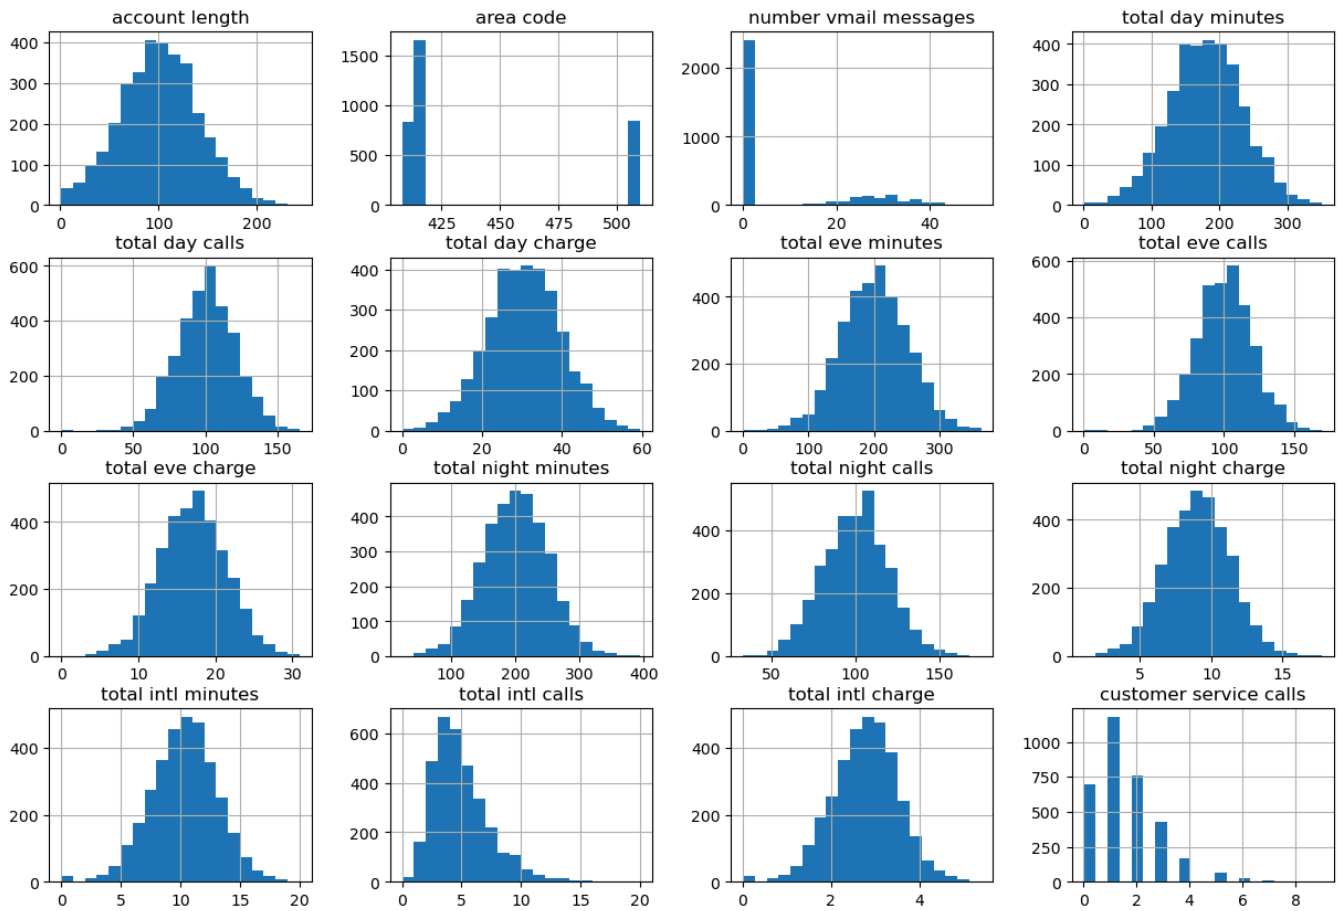 account length
area code
number vmail messages
total day minutes
400
300
200
100
0
0 100 200
1500
1000
500
0
425 450 475 500
2000
1000
0
0 20 40
400
300
200
100
0
0 100 200 300
total day calls
total day charge
total eve minutes
total eve calls
600
400
200
0
0 50 100 150
400
300
200
100
0
0 20 40 60
400
200
0
0 100 200 300
600
400
200
0
0 50 100 150
total eve charge
total night minutes
total night calls
total night charge
400
200
0
0 10 20 30
400
300
200
100
0
100 200 300 400
400
200
0
50 100 150
400
200
0
5 10 15
total intl minutes
total intl calls
total intl charge
customer service calls
400
200
0
0 5 10 15 20
600
400
200
0
0 5 10 15 20
400
200
0
0 2 4
1000
750
500
250
0
0 2 4 6 8